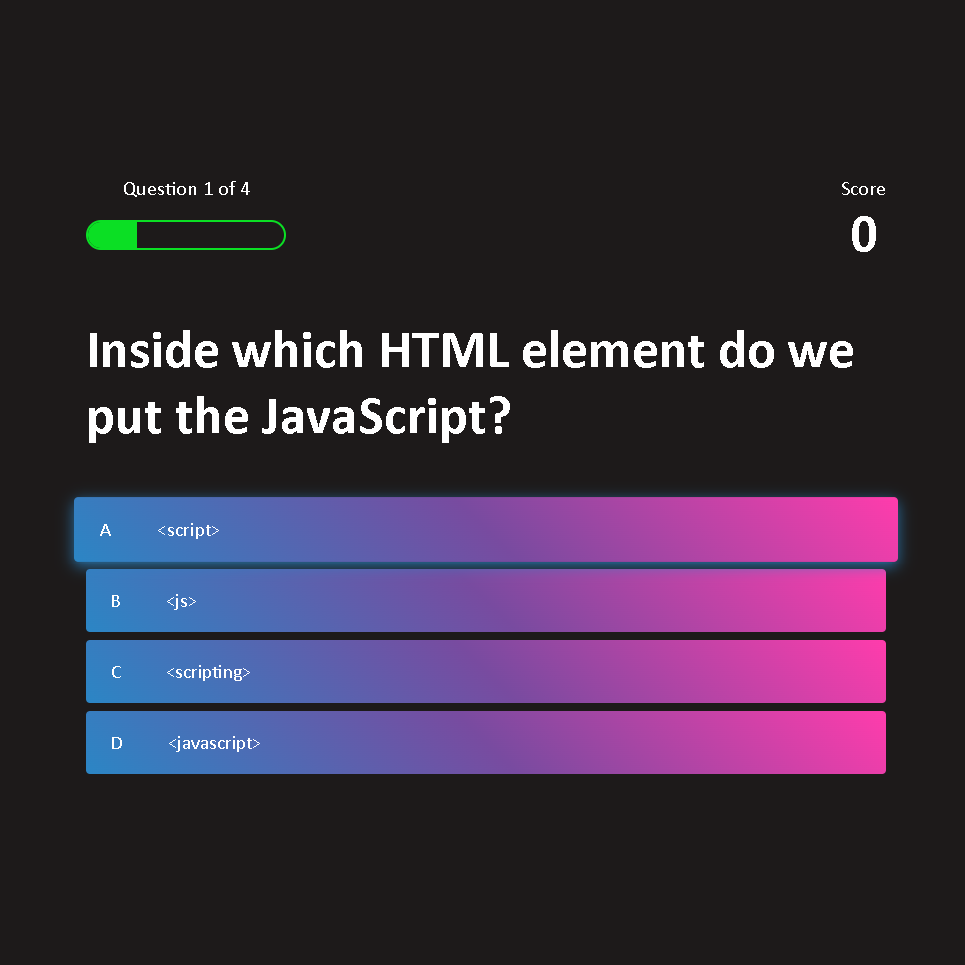 Question 1 of 4
Score
0
Inside which HTML element do we
put the JavaScript?
A <script>
B <js>
C <scripting>
D <javascript>